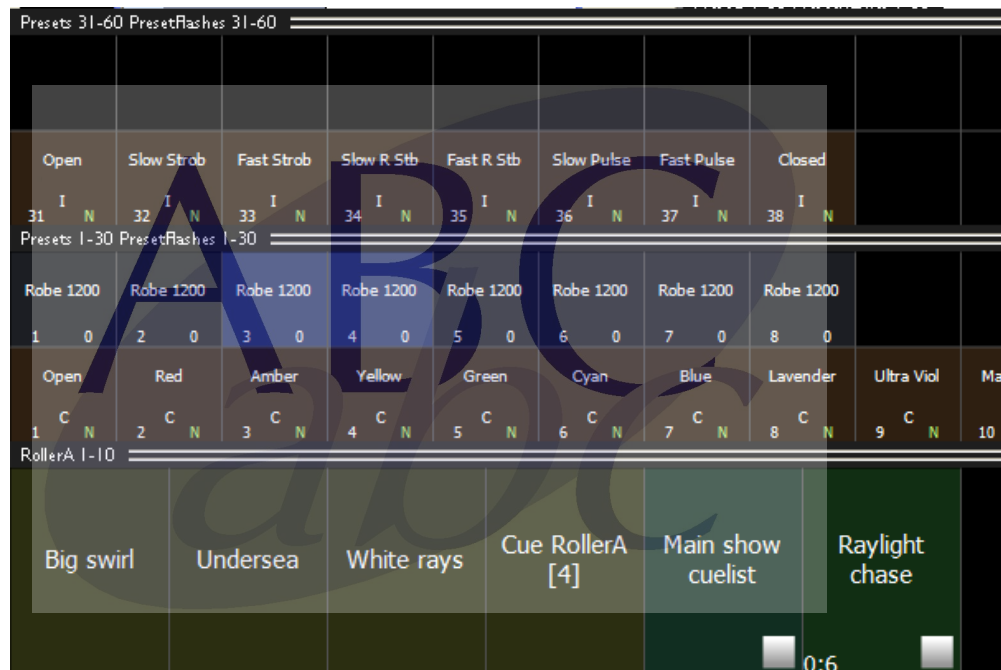 Presets 31-60 PresetFlashes 31-60
Open Slow Strob Fast Strob Slow R Stb Fast R Stb Slow Pulse Fast Pulse Closed
I I I I I I I I
31 N 32 N 33 N 34 N 35 N 36 N 37 N 38 N
Presets 1-30 PresetFlashes 1-30
Robe 1200 Robe 1200 Robe 1200 Robe 1200 Robe 1200 Robe 1200 Robe 1200 Robe 1200
1 0 2 0 3 0 4 0 5 0 6 0 7 0 8 0
Open Red Amber Yellow Green Cyan Blue Lavender Ultra Viol Ma
C C C C C C C C C
1 N 2 N 3 N 4 N 5 N 6 N 7 N 8 N 9 N 10
RollerA 1-10
Big swirl Undersea White rays Cue RollerA [4] Main show cuelist Raylight chase
0:6
ABC
abc